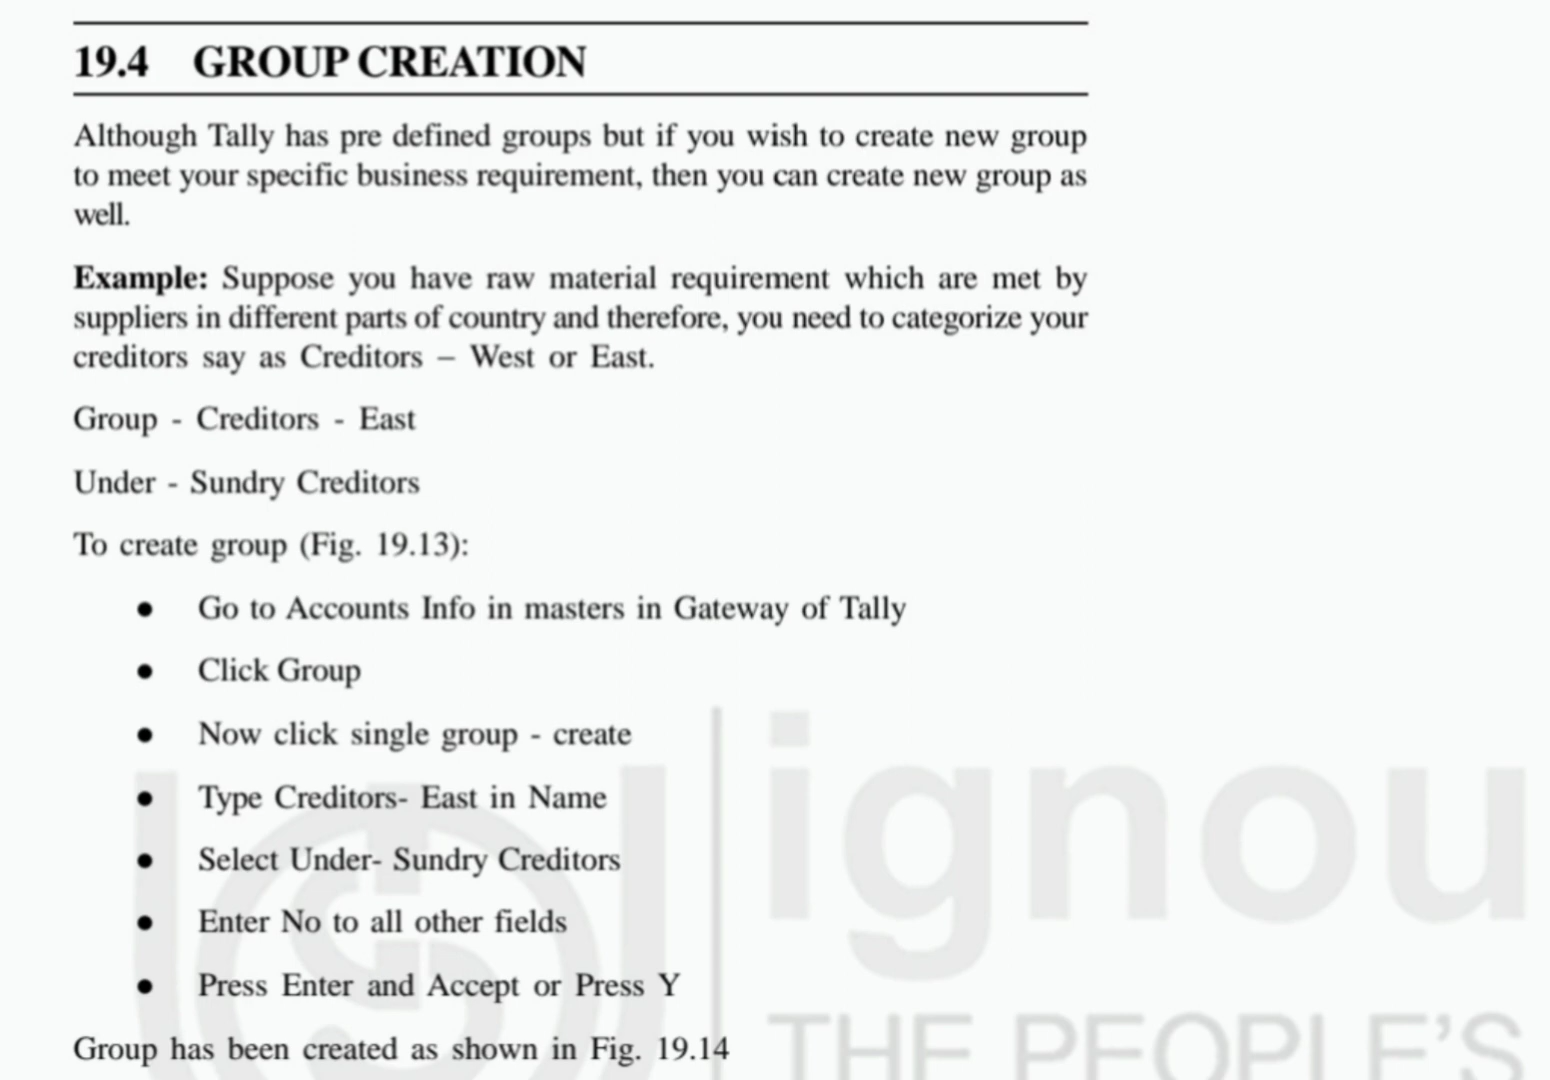 19.4 GROUP CREATION
Although Tally has pre defined groups but if you wish to create new group
to meet your specific business requirement, then you can create new group as
well.
Example: Suppose you have raw material requirement which are met by
suppliers in different parts of country and therefore, you need to categorize your
creditors say as Creditors – West or East.
Group - Creditors - East
Under - Sundry Creditors
To create group (Fig. 19.13):
● Go to Accounts Info in masters in Gateway of Tally
● Click Group
● Now click single group - create
● Type Creditors- East in Name
● Select Under- Sundry Creditors
● Enter No to all other fields
● Press Enter and Accept or Press Y
Group has been created as shown in Fig. 19.14
ignou
THE PEOPLE'S